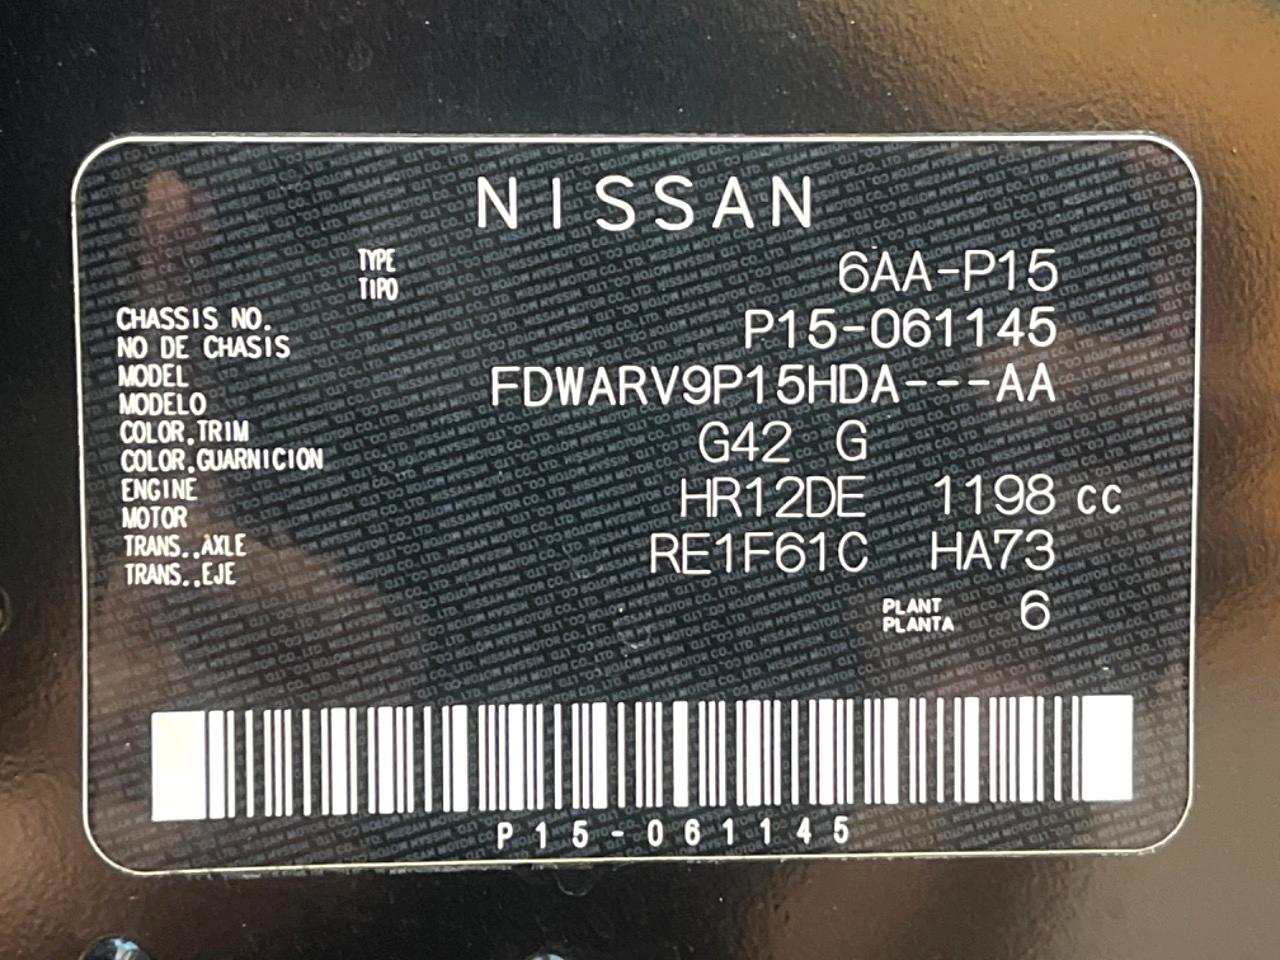 NISSAN
TYPE
TIPO 6AA-P15
CHASSIS NO.
NO DE CHASIS P15-061145
MODEL
MODELO FDWARV9P15HDA---AA
COLOR,TRIM
COLOR,GUARNICION G42 G
ENGINE
MOTOR HR12DE 1198 cc
TRANS.,AXLE
TRANS.,EJE RE1F61C HA73
PLANT
PLANTA 6
P15-061145